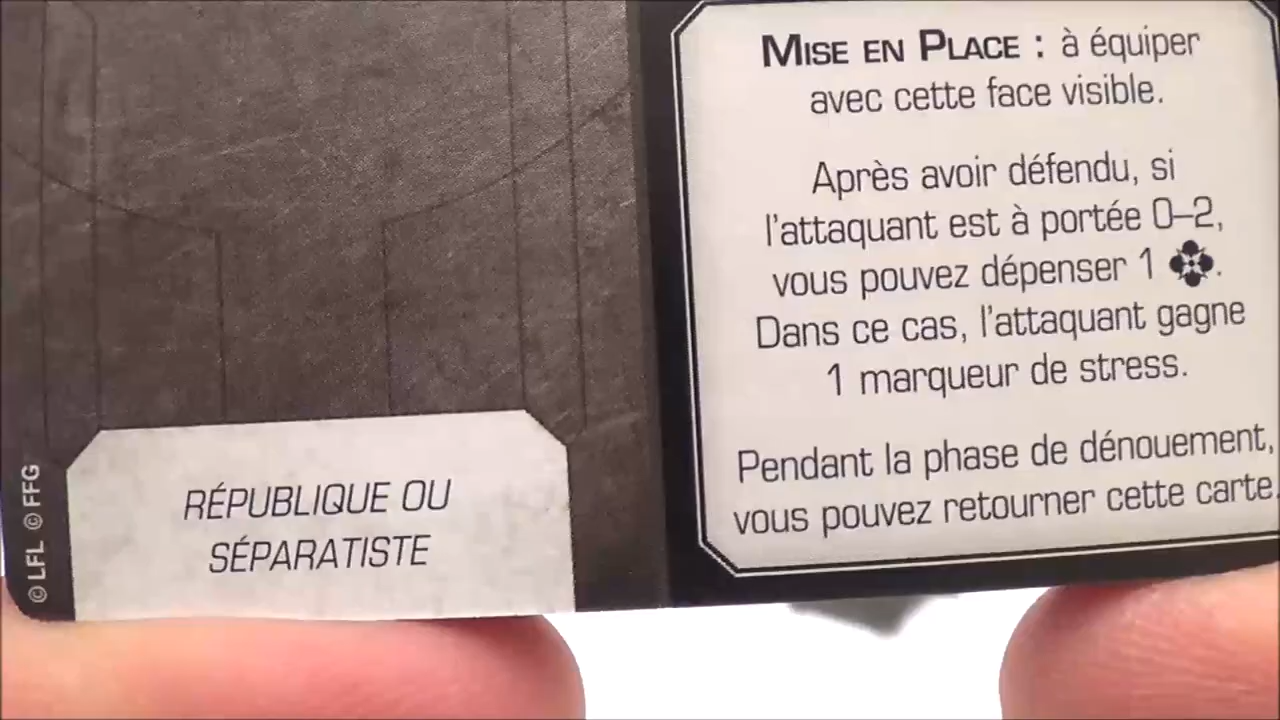 MISE EN PLACE : à équiper
avec cette face visible.
Après avoir défendu, si
l'attaquant est à portée 0–2,
vous pouvez dépenser 1 .
Dans ce cas, l'attaquant gagne
1 marqueur de stress.
Pendant la phase de dénouement,
vous pouvez retourner cette carte.
RÉPUBLIQUE OU
SÉPARATISTE
© LFL © FFG